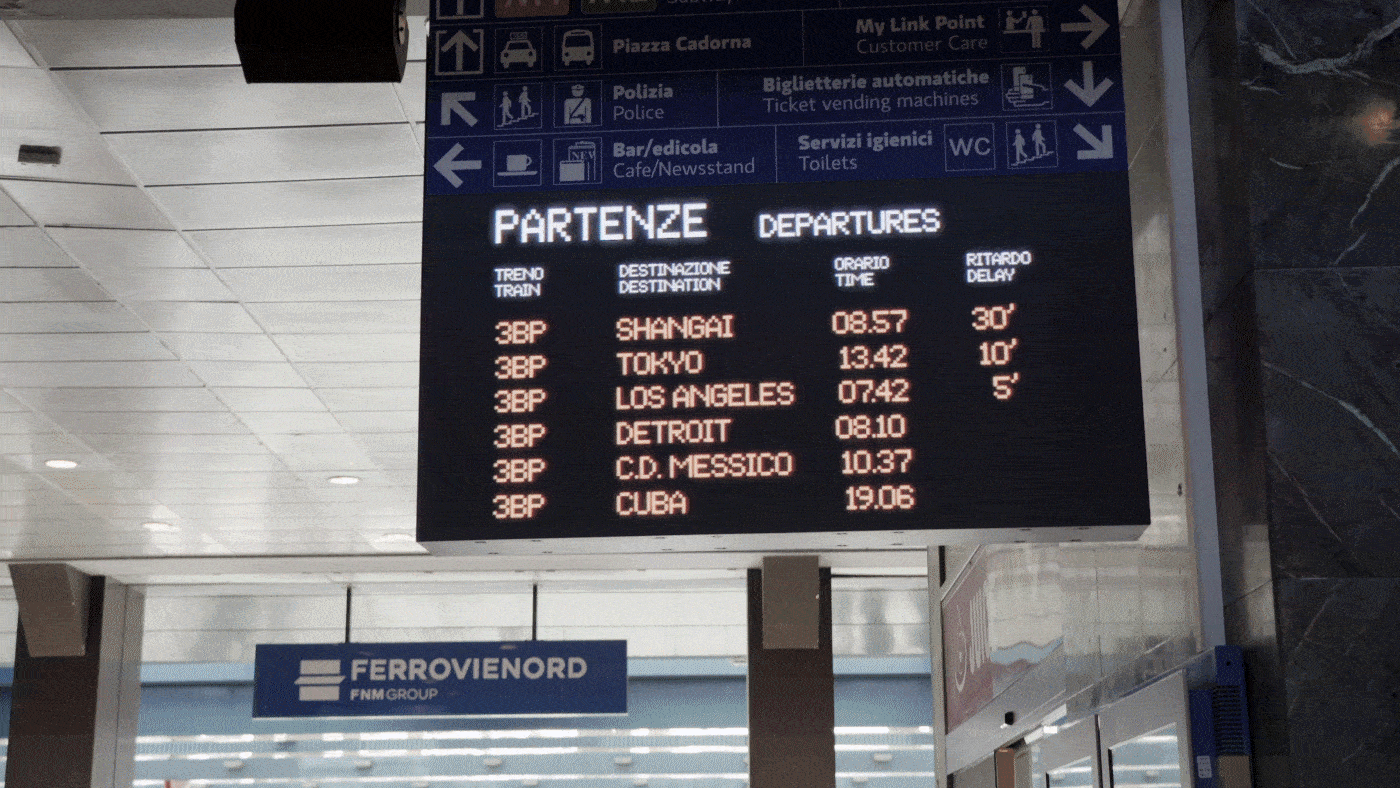 Piazza Cadorna
My Link Point
Customer Care
Polizia
Police
Biglietterie automatiche
Ticket vending machines
Bar/edicola
Cafe/Newsstand
NEW
Servizi igienici
Toilets
WC
PARTENZE DEPARTURES
TRENO DESTINAZIONE ORARIO RITARDO
TRAIN DESTINATION TIME DELAY
3BP SHANGAI 08.57 30'
3BP TOKYO 13.42 10'
3BP LOS ANGELES 07.42 5'
3BP DETROIT 08.10
3BP C.D. MESSICO 10.37
3BP CUBA 19.06
FERROVIENORD
FNMGROUP